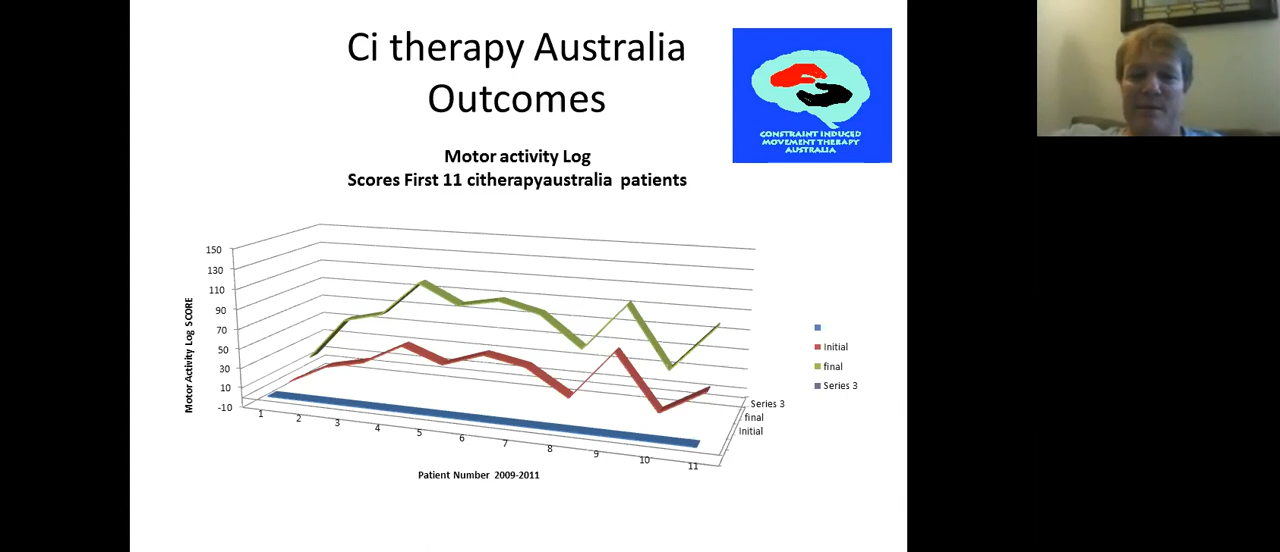 Ci therapy Australia
Outcomes
CONSTRAINT INDUCED
MOVEMENT THERAPY
AUSTRALIA
Motor activity Log
Scores First 11 citherapyaustralia patients
Motor Activity Log SCORE
150
130
110
90
70
50
30
10
-10
1
2
3
4
5
6
7
8
9
10
11
Series 3
final
Initial
Initial
final
Series 3
Patient Number 2009-2011